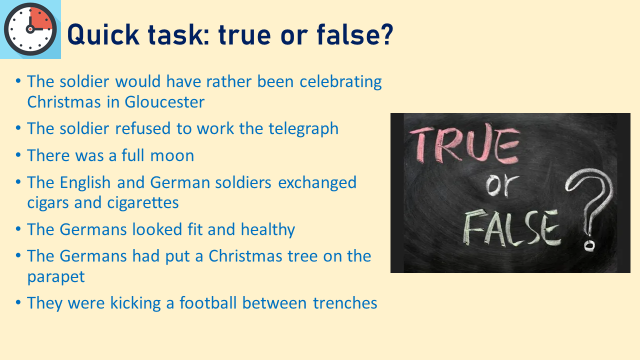 Quick task: true or false?
• The soldier would have rather been celebrating
Christmas in Gloucester
• The soldier refused to work the telegraph
• There was a full moon
• The English and German soldiers exchanged
cigars and cigarettes
• The Germans looked fit and healthy
• The Germans had put a Christmas tree on the
parapet
• They were kicking a football between trenches
TRUE
or
FALSE ?